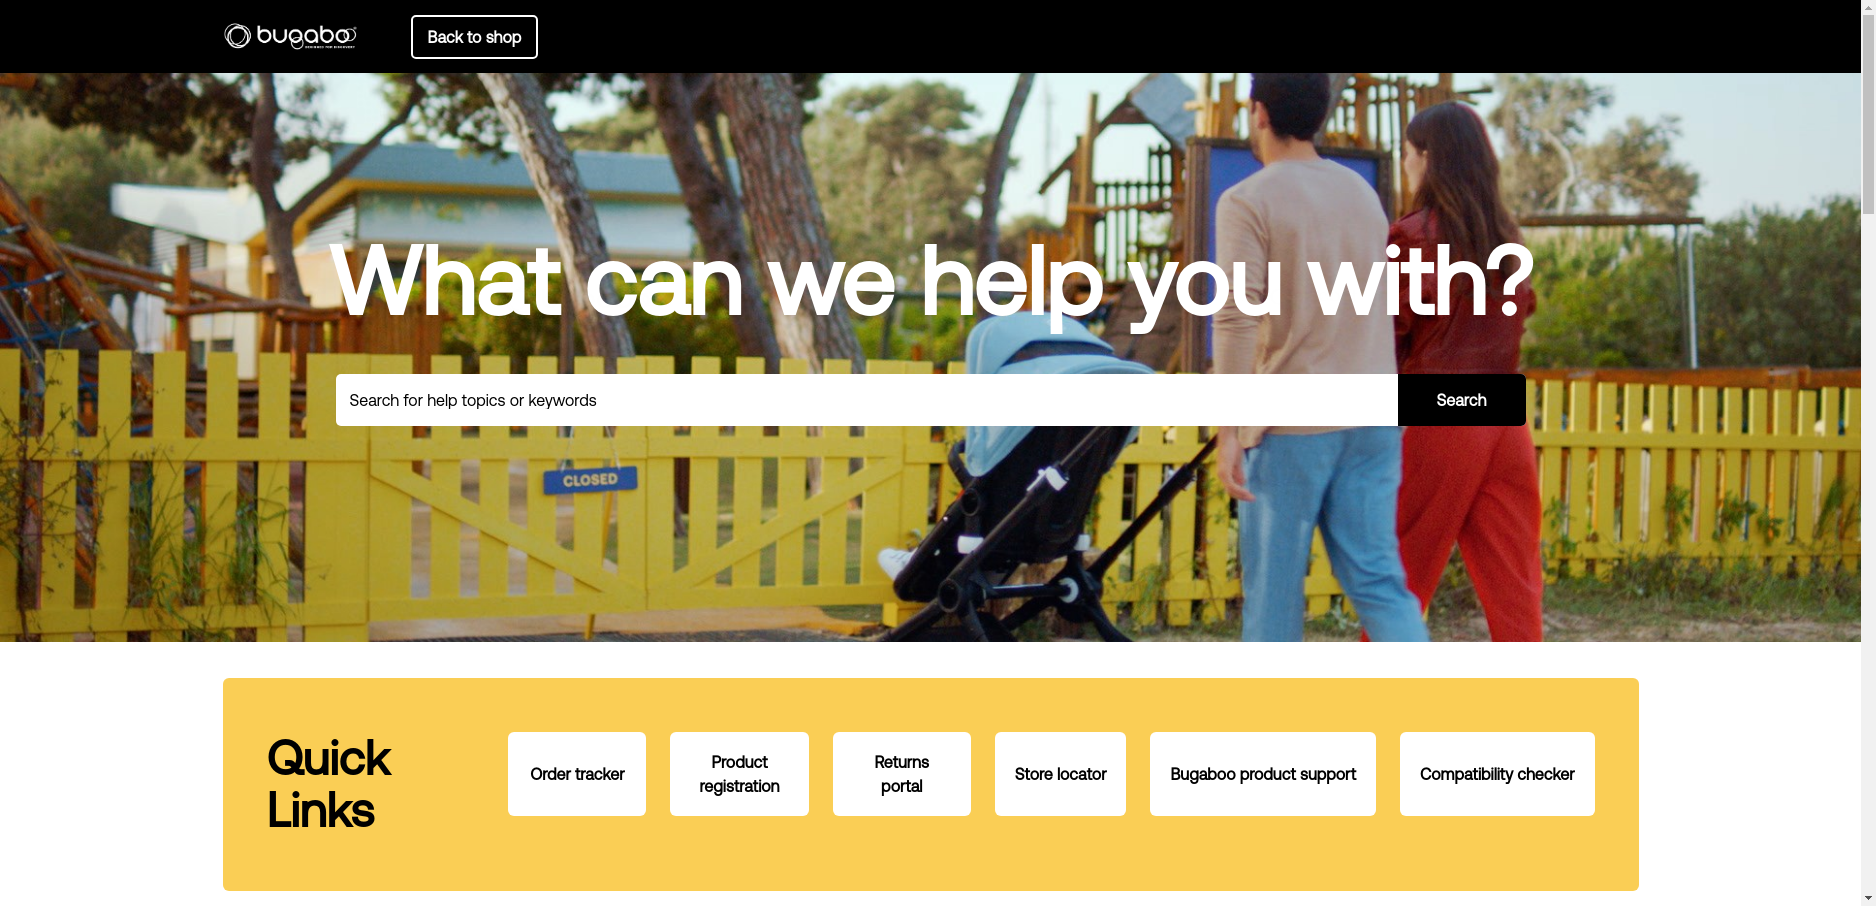 bugaboo
Back to shop
What can we help you with?
Search for help topics or keywords
Search
CLOSED
Quick
Links
Order tracker
Product
registration
Returns
portal
Store locator
Bugaboo product support
Compatibility checker